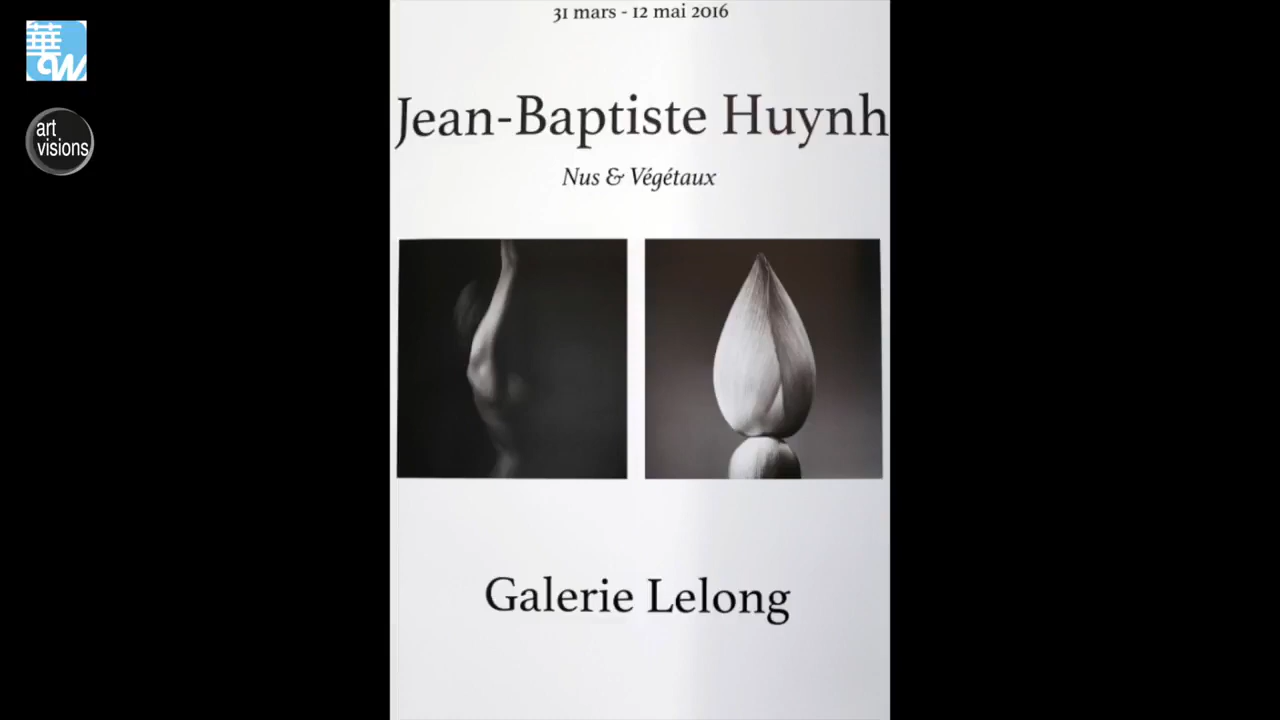 華
cw
art
visions
31 mars - 12 mai 2016
Jean-Baptiste Huynh
Nus & Végétaux
Galerie Lelong